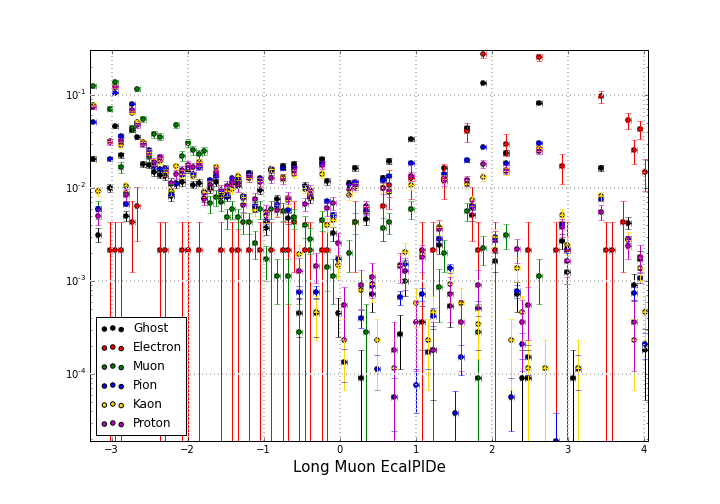 10⁻¹
10⁻²
10⁻³
10⁻⁴
Ghost
Electron
Muon
Pion
Kaon
Proton
−3 −2 −1 0 1 2 3 4
Long Muon EcalPIDe